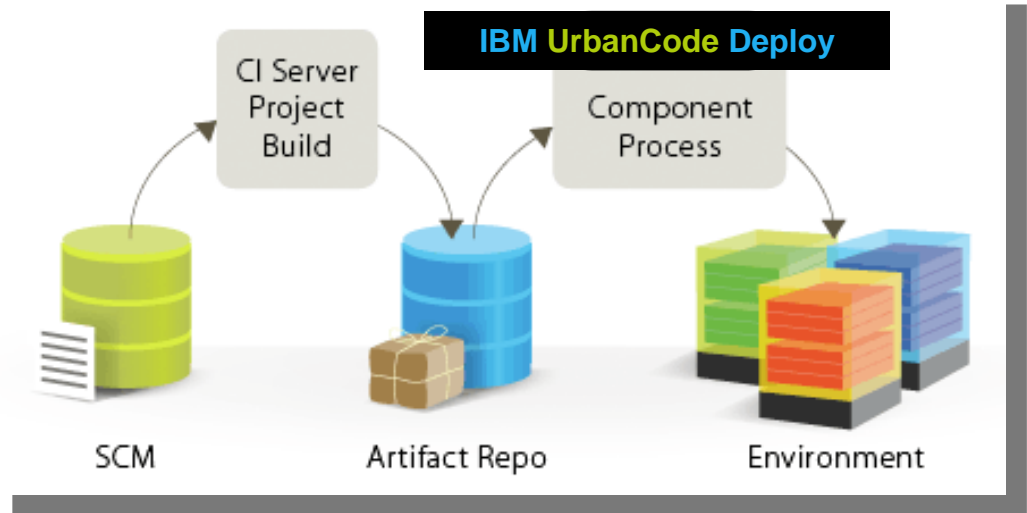 IBM UrbanCode Deploy
CI Server
Project
Build
Component
Process
SCM
Artifact Repo
Environment